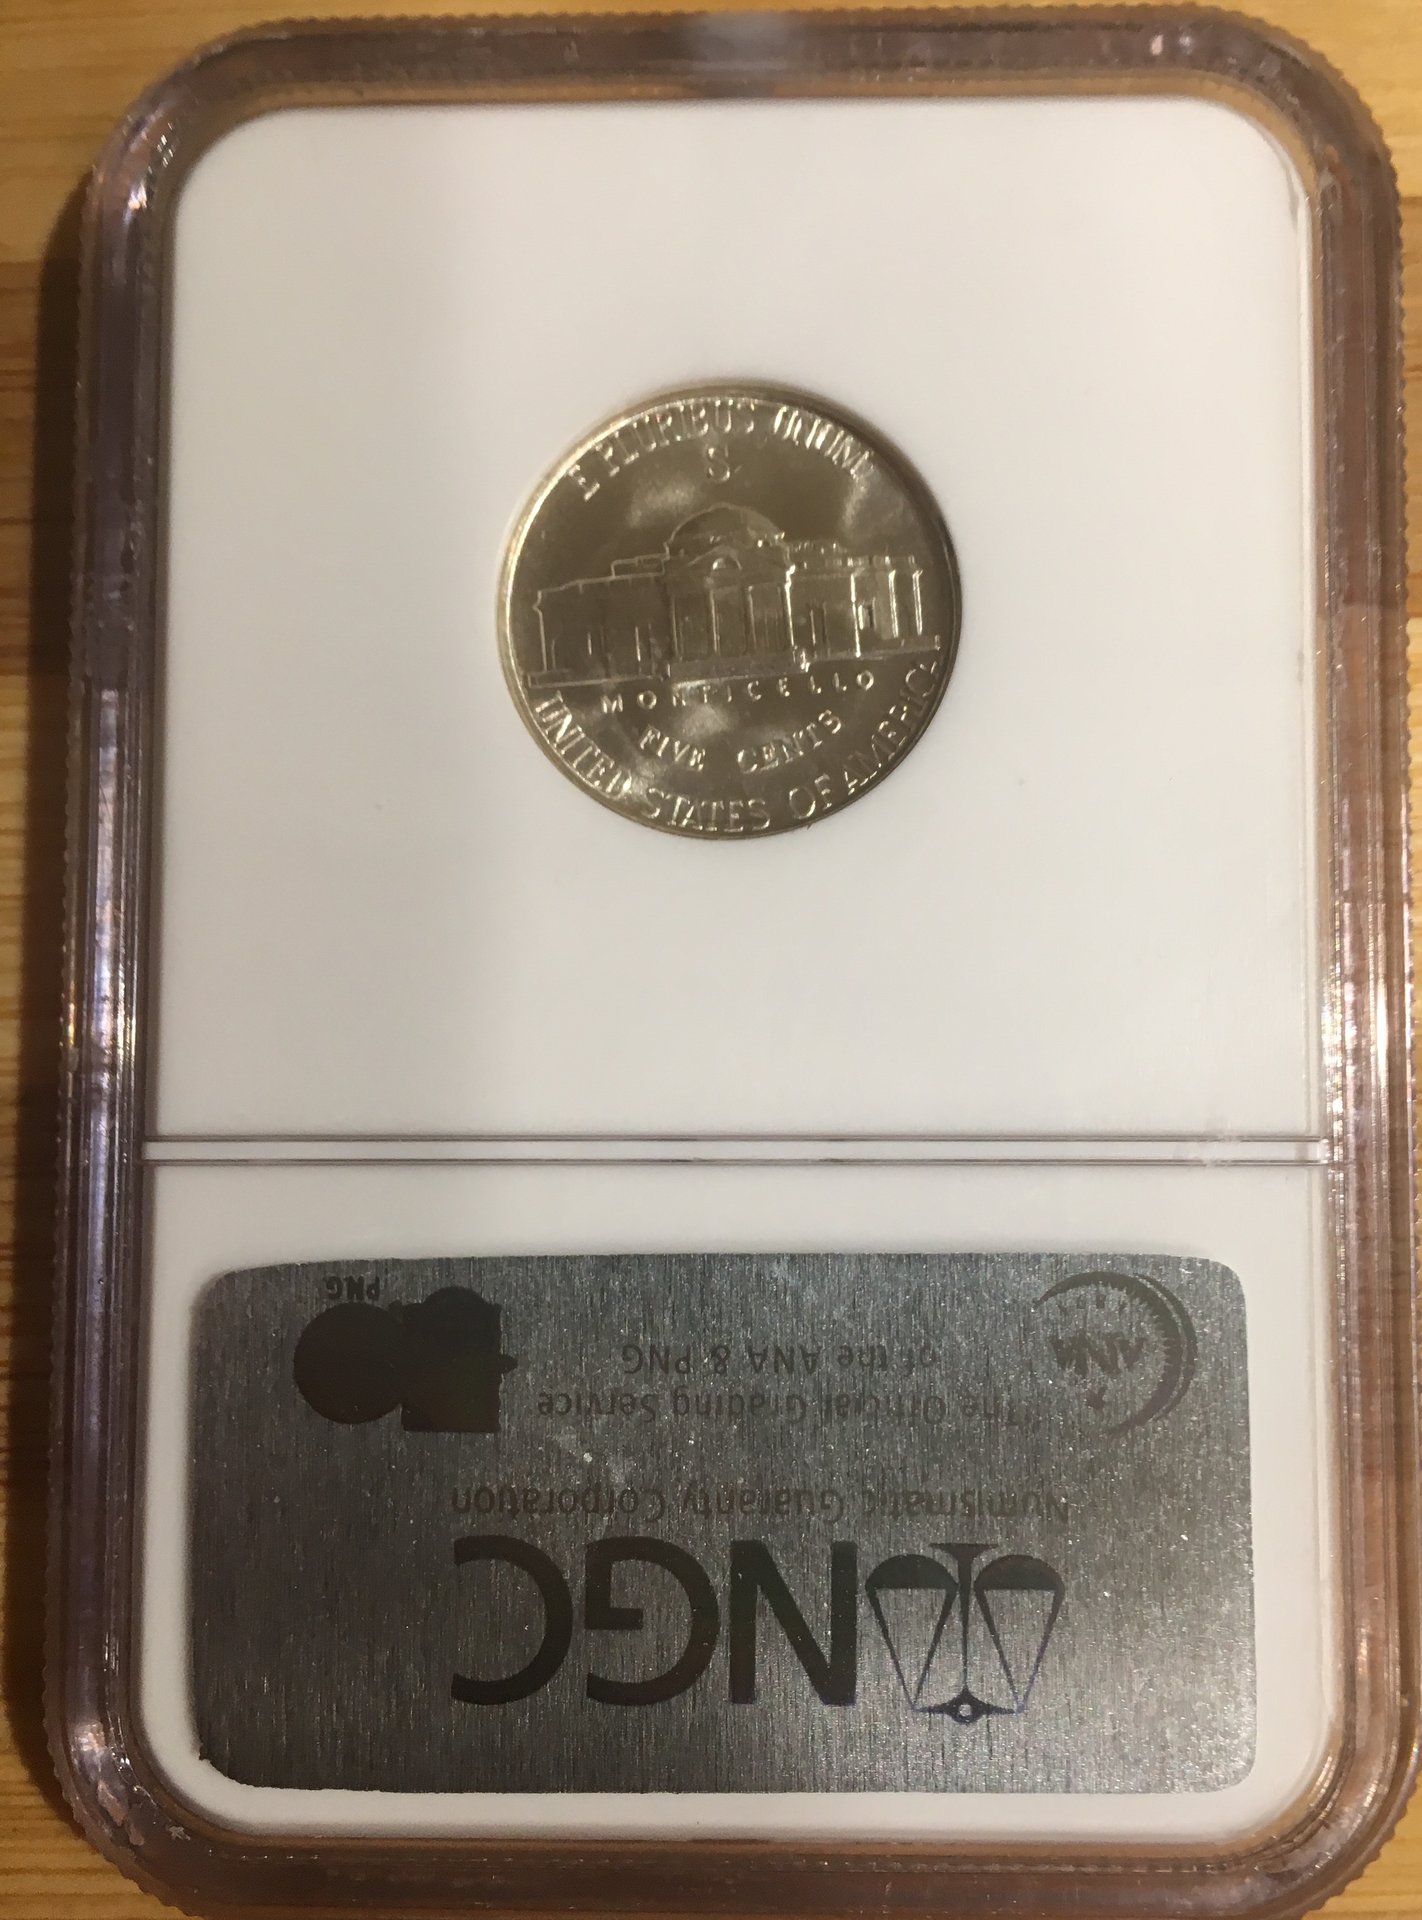 E PLURIBUS UNUM
S
MONTICELLO
FIVE CENTS
UNITED STATES OF AMERICA
NGC
Numismatic Guaranty Corporation
The Official Grading Service
of the ANA & PNG
ANA
PNG